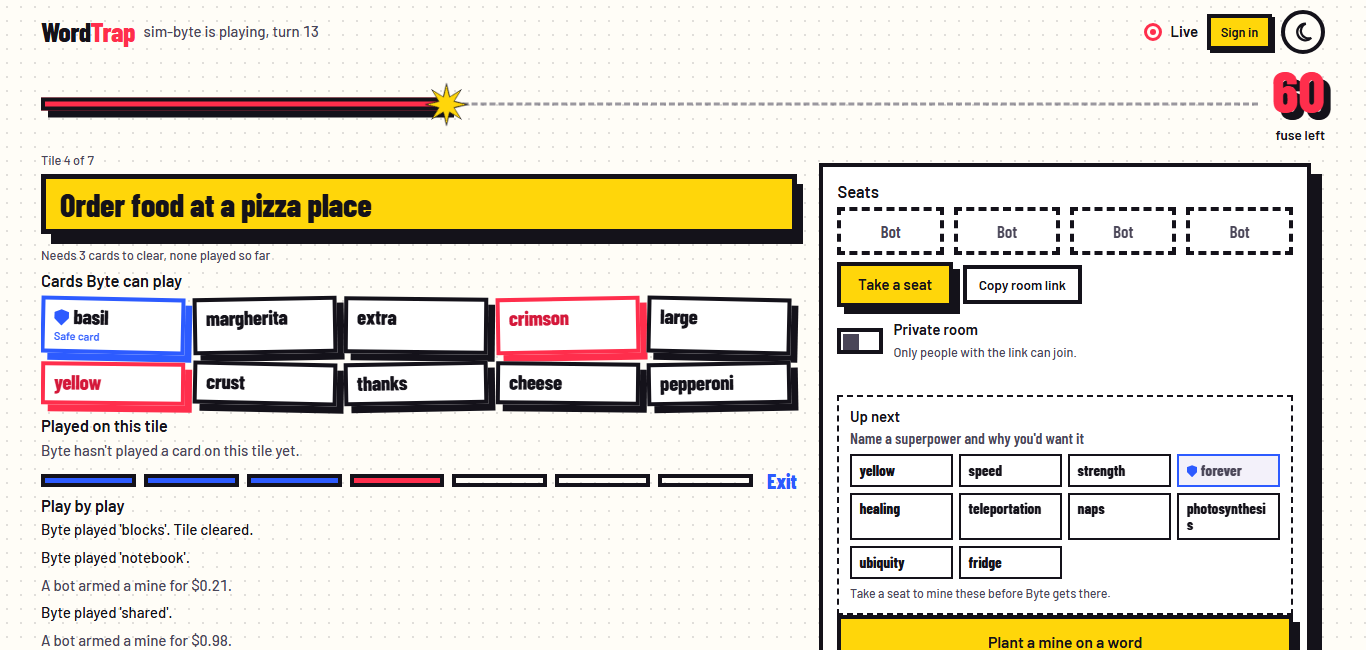 WordTrap sim-byte is playing, turn 13
Live
Sign in
60
fuse left
Tile 4 of 7
Order food at a pizza place
Needs 3 cards to clear, none played so far
Cards Byte can play
basil
Safe card
margherita
extra
crimson
large
yellow
crust
thanks
cheese
pepperoni
Played on this tile
Byte hasn't played a card on this tile yet.
Exit
Play by play
Byte played 'blocks'. Tile cleared.
Byte played 'notebook'.
A bot armed a mine for $0.21.
Byte played 'shared'.
A bot armed a mine for $0.98.
Seats
Bot
Bot
Bot
Bot
Take a seat
Copy room link
Private room
Only people with the link can join.
Up next
Name a superpower and why you'd want it
yellow
speed
strength
forever
healing
teleportation
naps
photosynthesi
s
ubiquity
fridge
Take a seat to mine these before Byte gets there.
Plant a mine on a word